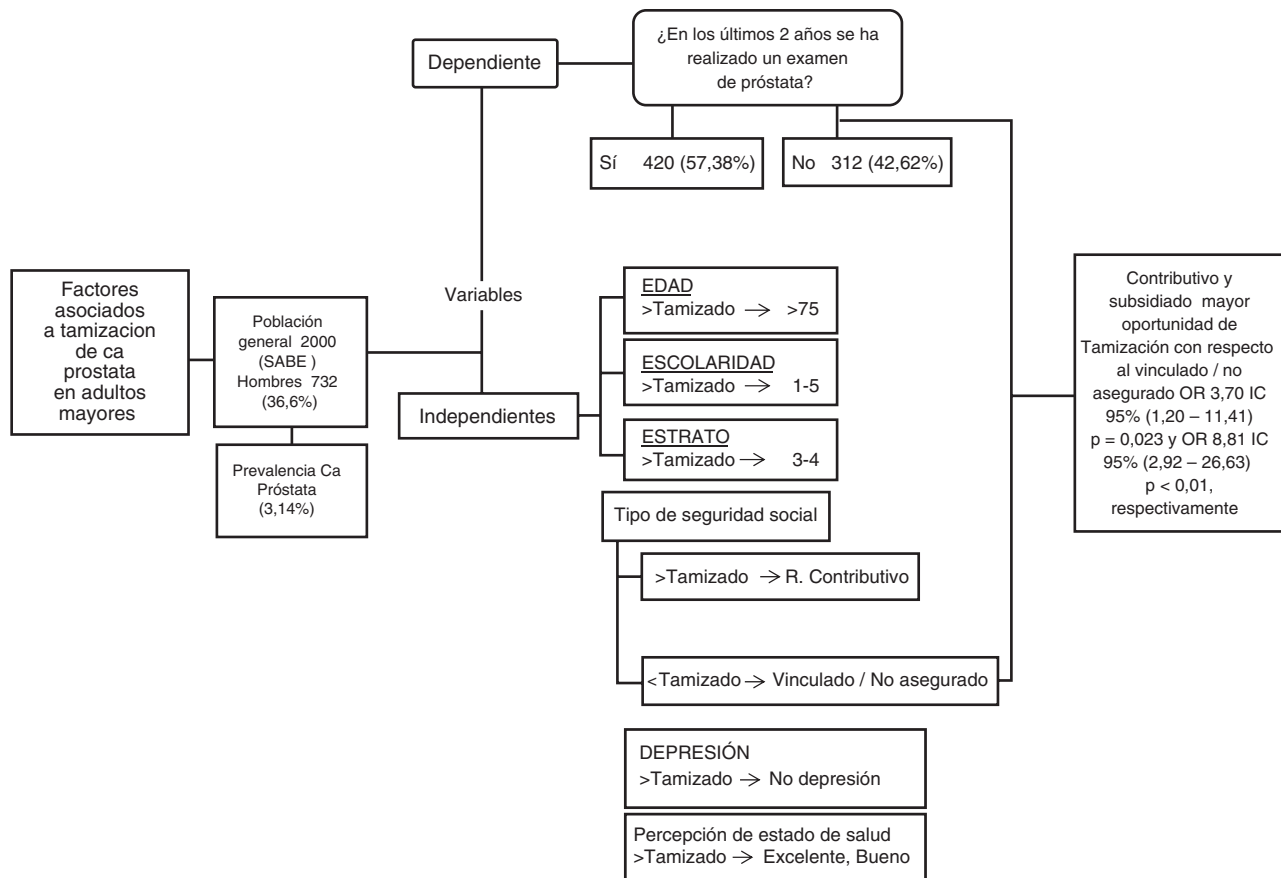 ¿En los últimos 2 años se ha
realizado un examen
de próstata?
Dependiente
Sí 420 (57,38%)
No 312 (42,62%)
Factores
asociados
a tamizacion
de ca
prostata
en adultos
mayores
Población
general 2000
(SABE )
Hombres 732
(36,6%)
Prevalencia Ca
Próstata
(3,14%)
Variables
Independientes
EDAD
>Tamizado → >75
ESCOLARIDAD
>Tamizado → 1-5
ESTRATO
>Tamizado → 3-4
Tipo de seguridad social
>Tamizado → R. Contributivo
<Tamizado → Vinculado / No asegurado
DEPRESIÓN
>Tamizado → No depresión
Percepción de estado de salud
>Tamizado → Excelente, Bueno
Contributivo y
subsidiado mayor
oportunidad de
Tamización con respecto
al vinculado / no
asegurado OR 3,70 IC
95% (1,20 – 11,41)
p = 0,023 y OR 8,81 IC
95% (2,92 – 26,63)
p < 0,01,
respectivamente